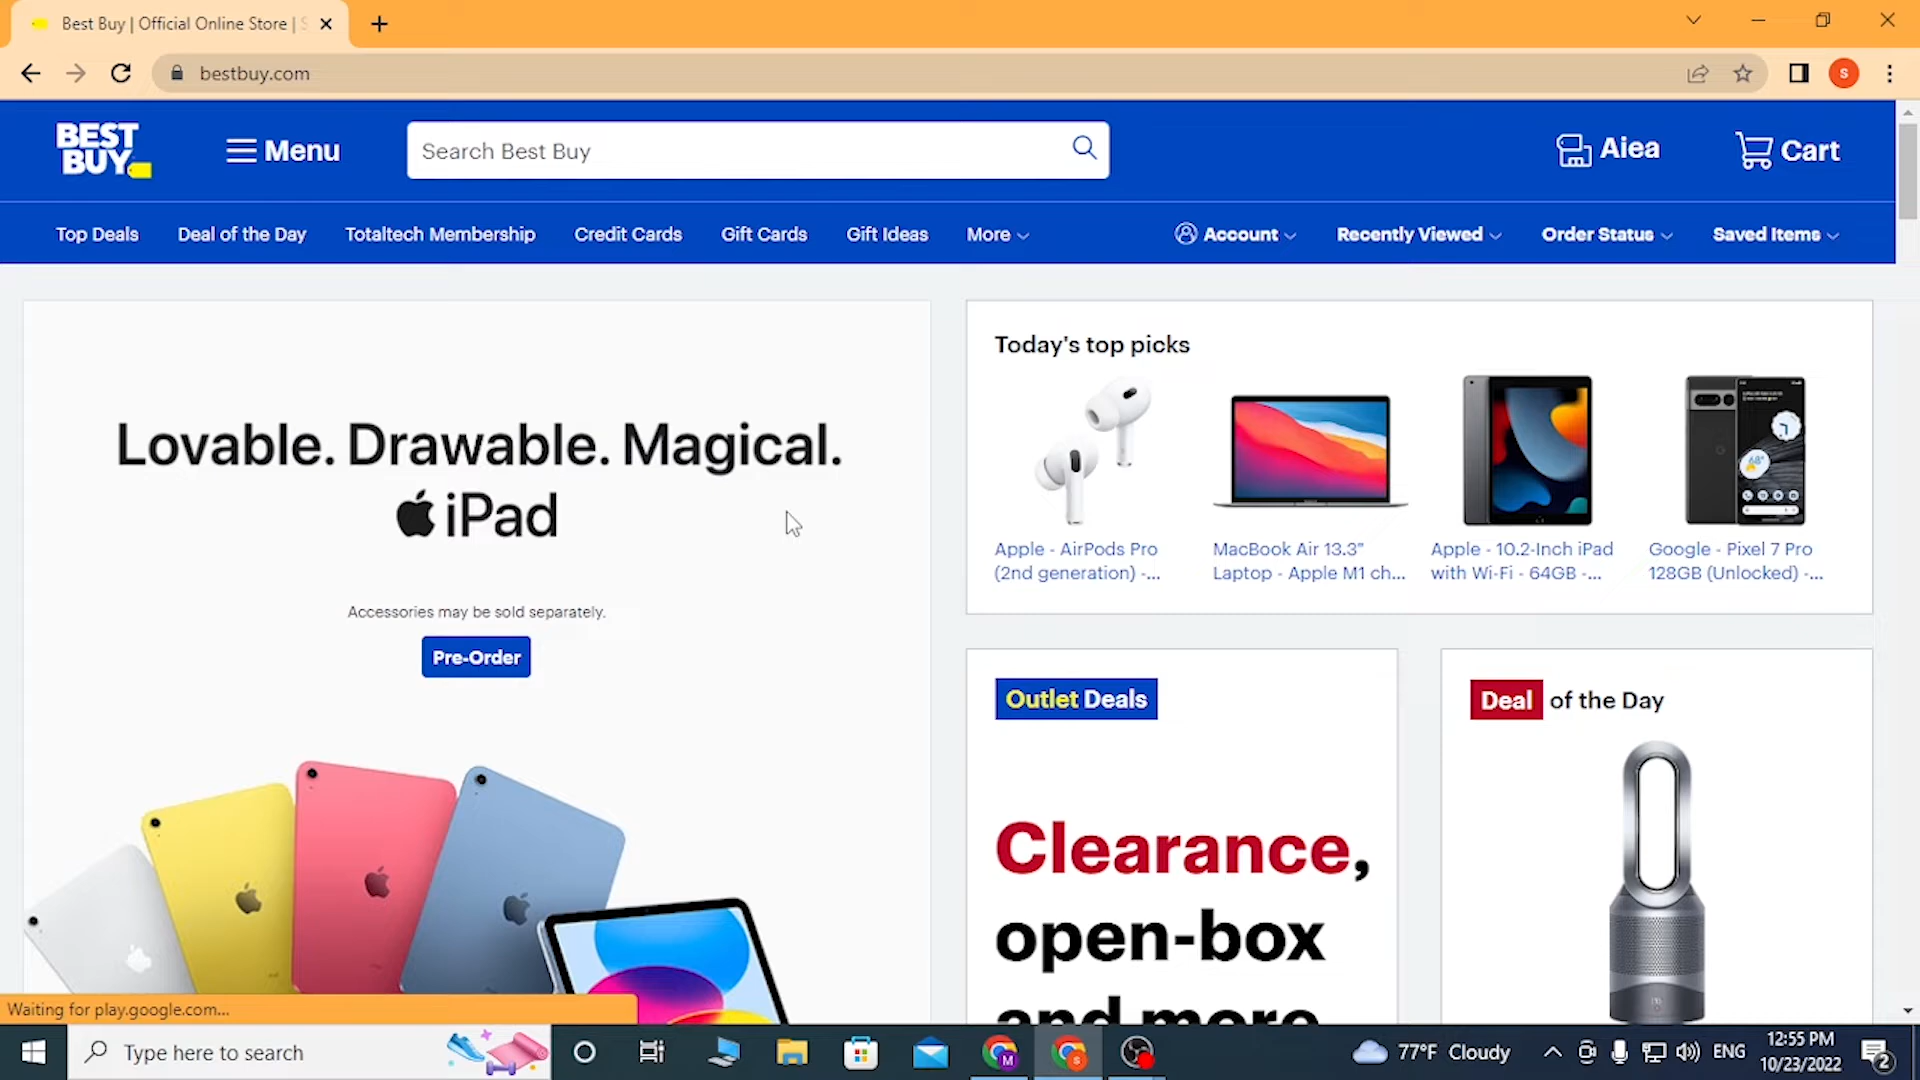 Best Buy | Official Online Store |
bestbuy.com
S
BEST
BUY
Menu
Search Best Buy
Aiea
Cart
Top Deals
Deal of the Day
Totaltech Membership
Credit Cards
Gift Cards
Gift Ideas
More
Account
Recently Viewed
Order Status
Saved Items
Lovable. Drawable. Magical.
iPad
Accessories may be sold separately.
Pre-Order
Today's top picks
Apple - AirPods Pro
(2nd generation) -...
MacBook Air 13.3"
Laptop - Apple M1 ch...
Apple - 10.2-Inch iPad
with Wi-Fi - 64GB -...
Google - Pixel 7 Pro
128GB (Unlocked) -...
Outlet Deals
Clearance,
open-box
and more
Deal of the Day
Waiting for play.google.com...
Type here to search
M
S
77°F Cloudy
ENG
12:55 PM
10/23/2022
2